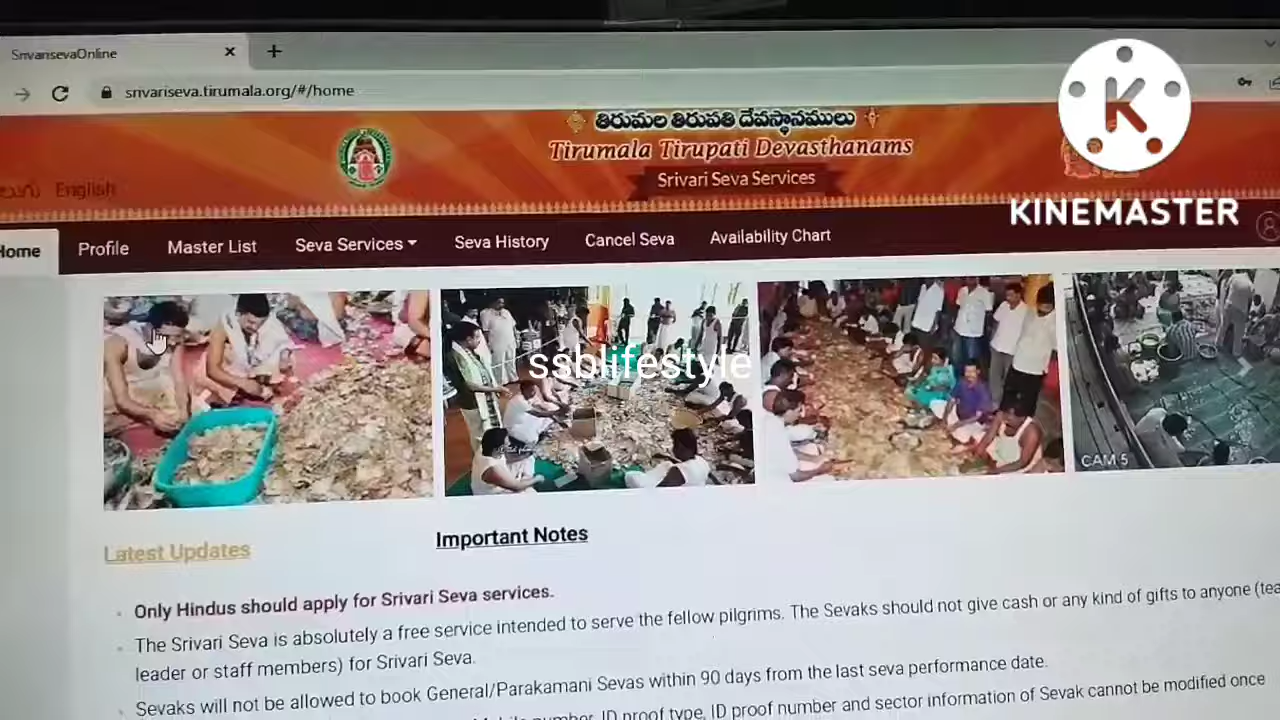 SrivarisevaOnline
srivariseva.tirumala.org/#/home
తిరుమల తిరుపతి దేవస్థానములు
Tirumala Tirupati Devasthanams
Srivari Seva Services
English
KINEMASTER
Home Profile Master List Seva Services Seva History Cancel Seva Availability Chart
ssblifestyle
CAM 5
Latest Updates
Important Notes
Only Hindus should apply for Srivari Seva services.
The Srivari Seva is absolutely a free service intended to serve the fellow pilgrims. The Sevaks should not give cash or any kind of gifts to anyone
leader or staff members) for Srivari Seva.
Sevaks will not be allowed to book General/Parakamani Sevas within 90 days from the last seva performance date.
number, ID proof type, ID proof number and sector information of Sevak cannot be modified once